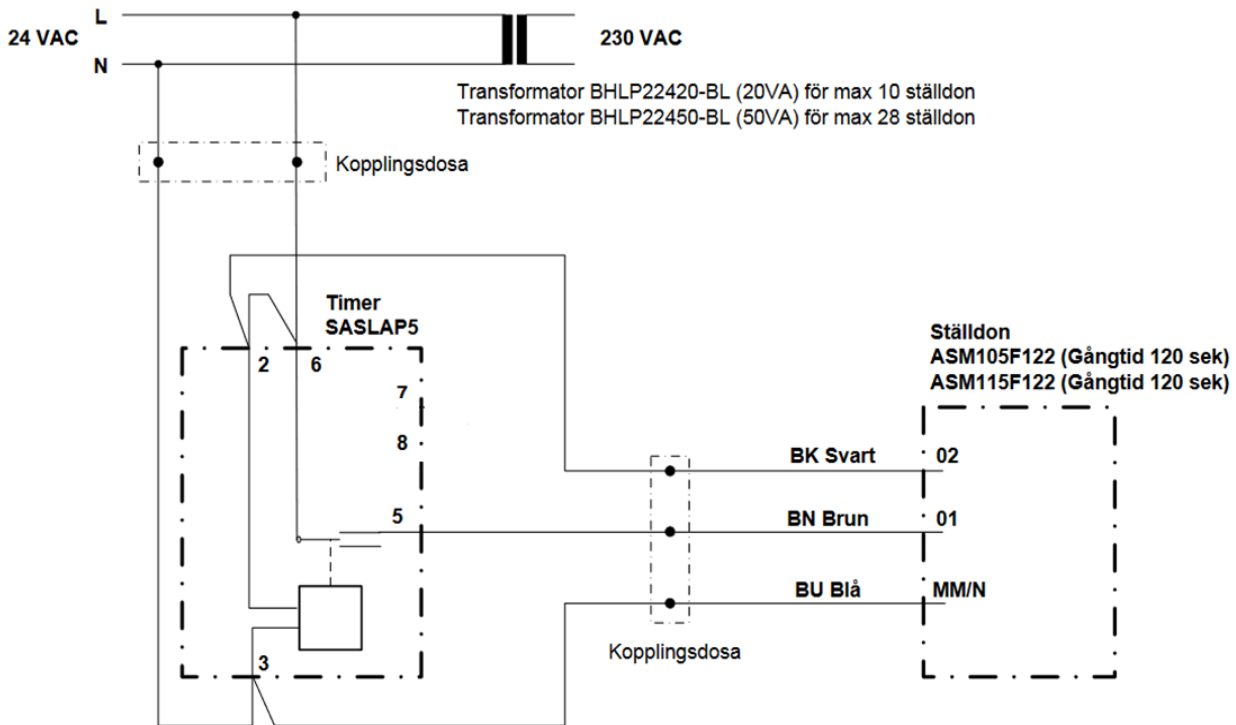 L
24 VAC
230 VAC
N
Transformator BHLP22420-BL (20VA) för max 10 ställdon
Transformator BHLP22450-BL (50VA) för max 28 ställdon
Kopplingsdosa
Timer
SASLAP5
Ställdon
ASM105F122 (Gångtid 120 sek)
ASM115F122 (Gångtid 120 sek)
2
6
7
8
BK Svart
02
5
BN Brun
01
BU Blå
MM/N
Kopplingsdosa
3